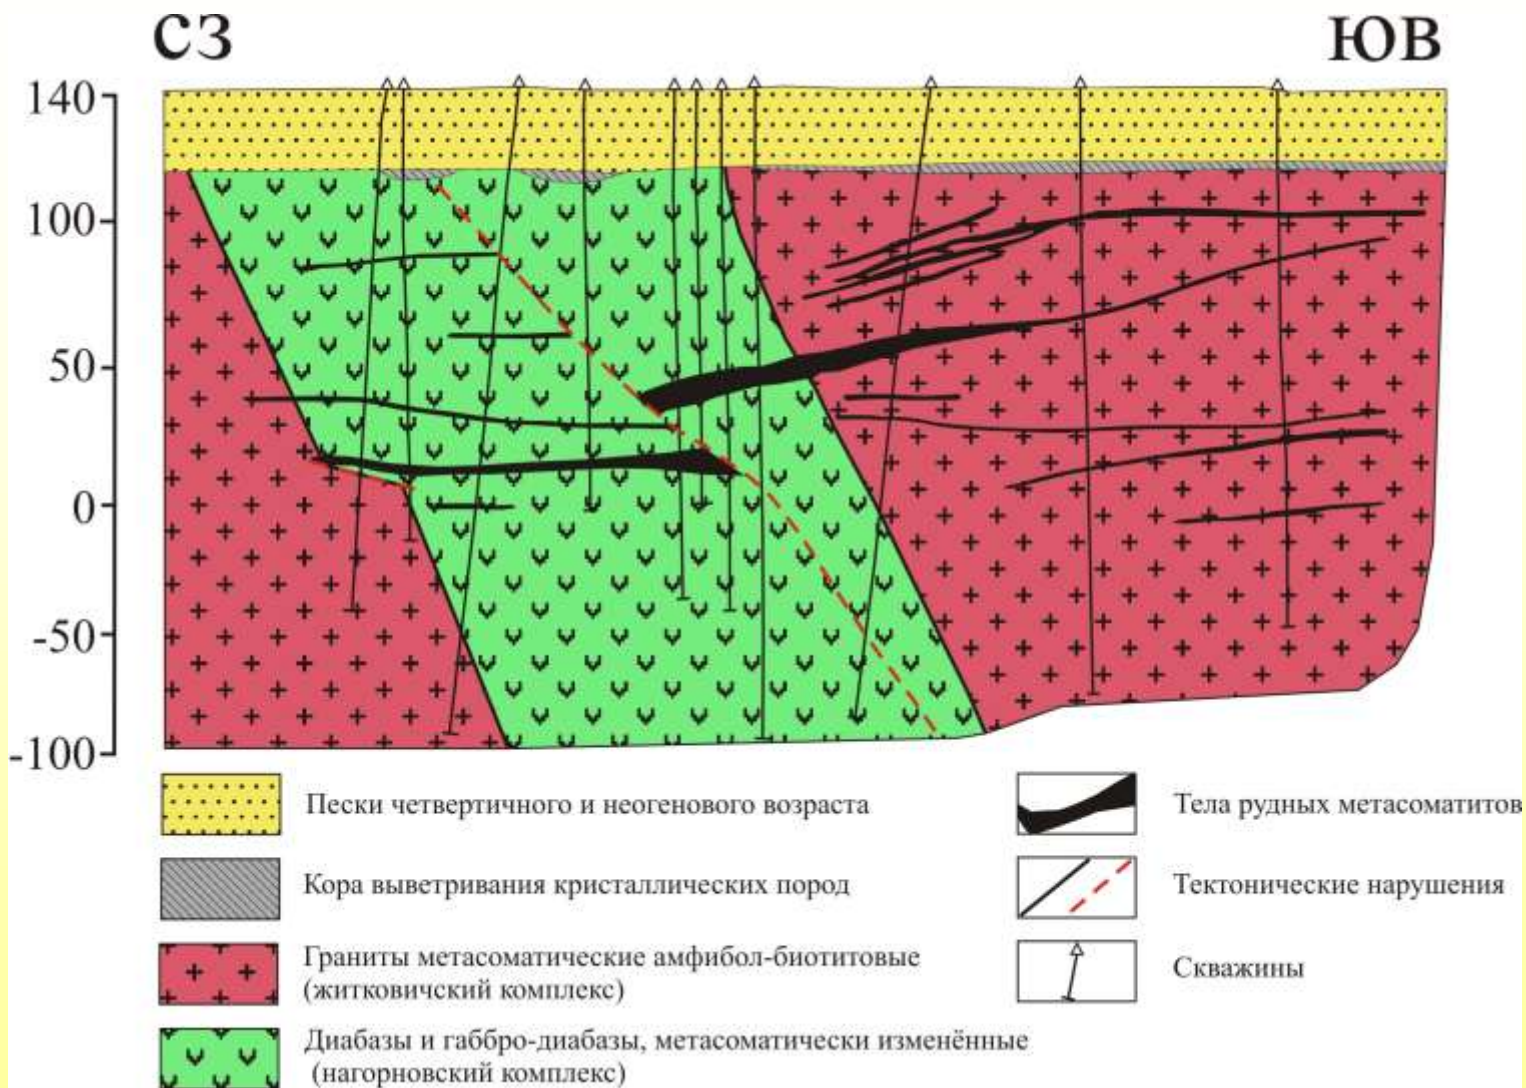 СЗ
ЮВ
140
100
50
0
-50
-100
Пески четвертичного и неогенового возраста
Кора выветривания кристаллических пород
Граниты метасоматические амфибол-биотитовые
(житковичский комплекс)
Диабазы и габбро-диабазы, метасоматически изменённые
(нагорновский комплекс)
Тела рудных метасоматитов
Тектонические нарушения
Скважины